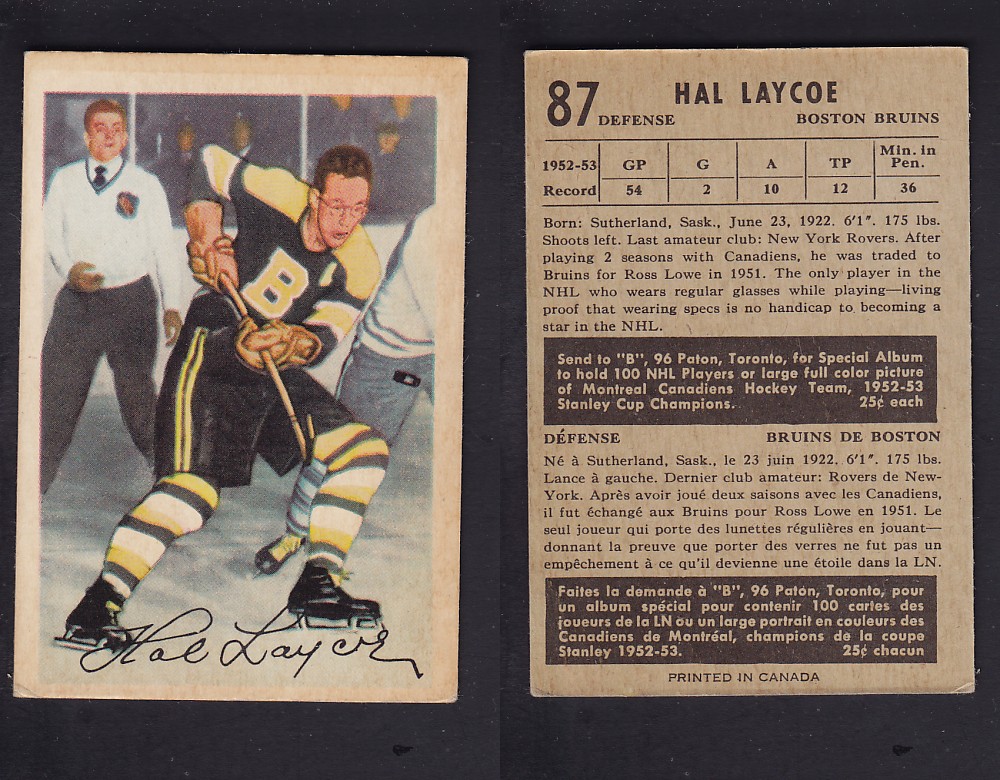 B
Hal Laycoe
87 HAL LAYCOE
DEFENSE BOSTON BRUINS
1952-53 Record GP G A TP Min. in Pen.
54 2 10 12 36
Born: Sutherland, Sask., June 23, 1922. 6'1". 175 lbs.
Shoots left. Last amateur club: New York Rovers. After
playing 2 seasons with Canadiens, he was traded to
Bruins for Ross Lowe in 1951. The only player in the
NHL who wears regular glasses while playing—living
proof that wearing specs is no handicap to becoming a
star in the NHL.
Send to "B", 96 Paton, Toronto, for Special Album
to hold 100 NHL Players or large full color picture
of Montreal Canadiens Hockey Team, 1952-53
Stanley Cup Champions. 25¢ each
DÉFENSE BRUINS DE BOSTON
Né à Sutherland, Sask., le 23 juin 1922. 6'1". 175 lbs.
Lance à gauche. Dernier club amateur: Rovers de New-
York. Après avoir joué deux saisons avec les Canadiens,
il fut échangé aux Bruins pour Ross Lowe en 1951. Le
seul joueur qui porte des lunettes régulières en jouant—
donnant la preuve que porter des verres ne fut pas un
empêchement à ce qu'il devienne une étoile dans la LN.
Faites la demande à "B", 96 Paton, Toronto, pour
un album spécial pour contenir 100 cartes des
joueurs de la LN ou un large portrait en couleurs des
Canadiens de Montréal, champions de la coupe
Stanley 1952-53. 25¢ chacun
PRINTED IN CANADA